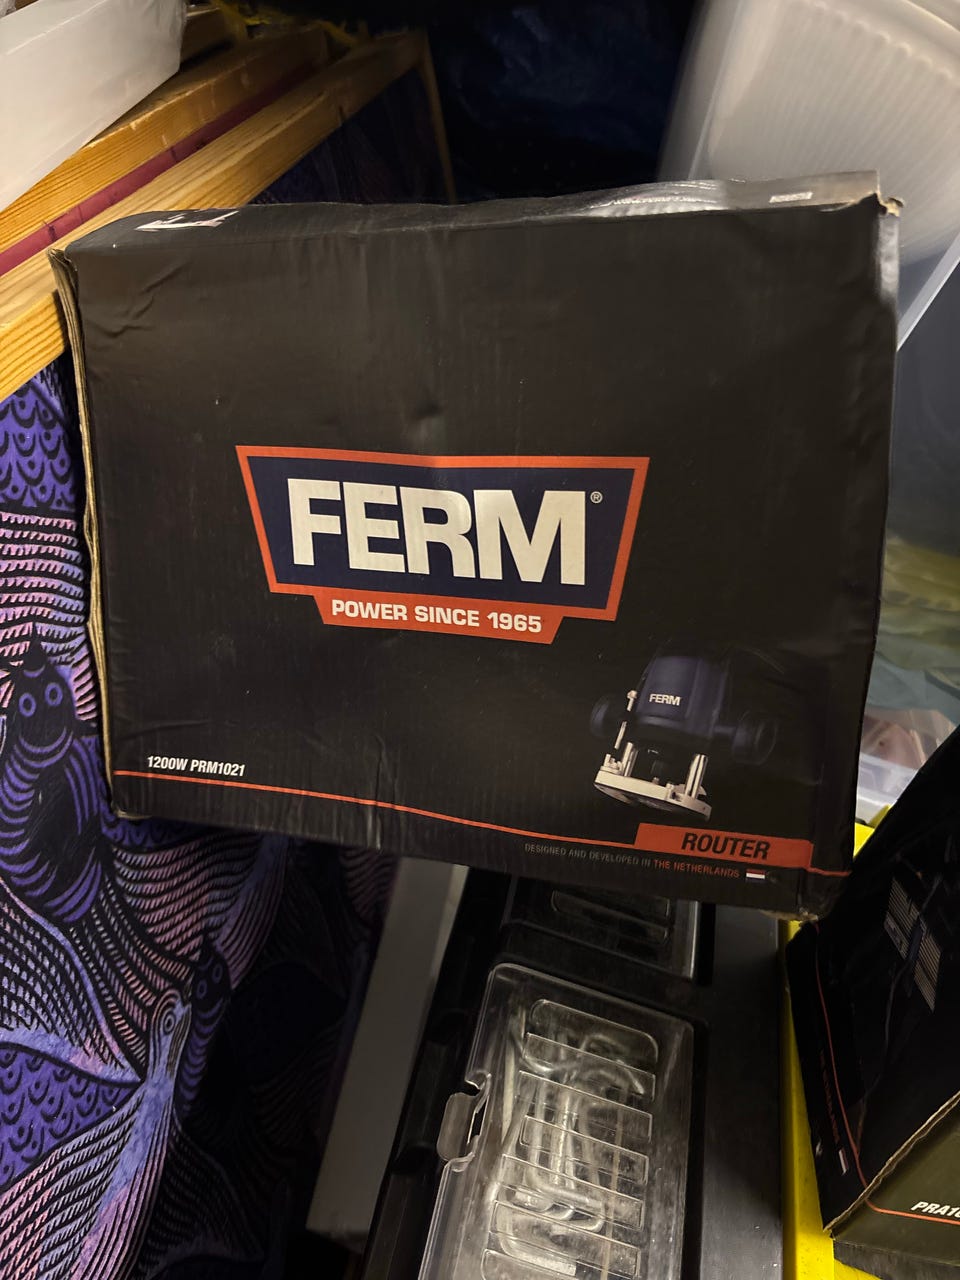 FERM®
POWER SINCE 1965
FERM
1200W PRM1021
ROUTER
DESIGNED AND DEVELOPED IN THE NETHERLANDS